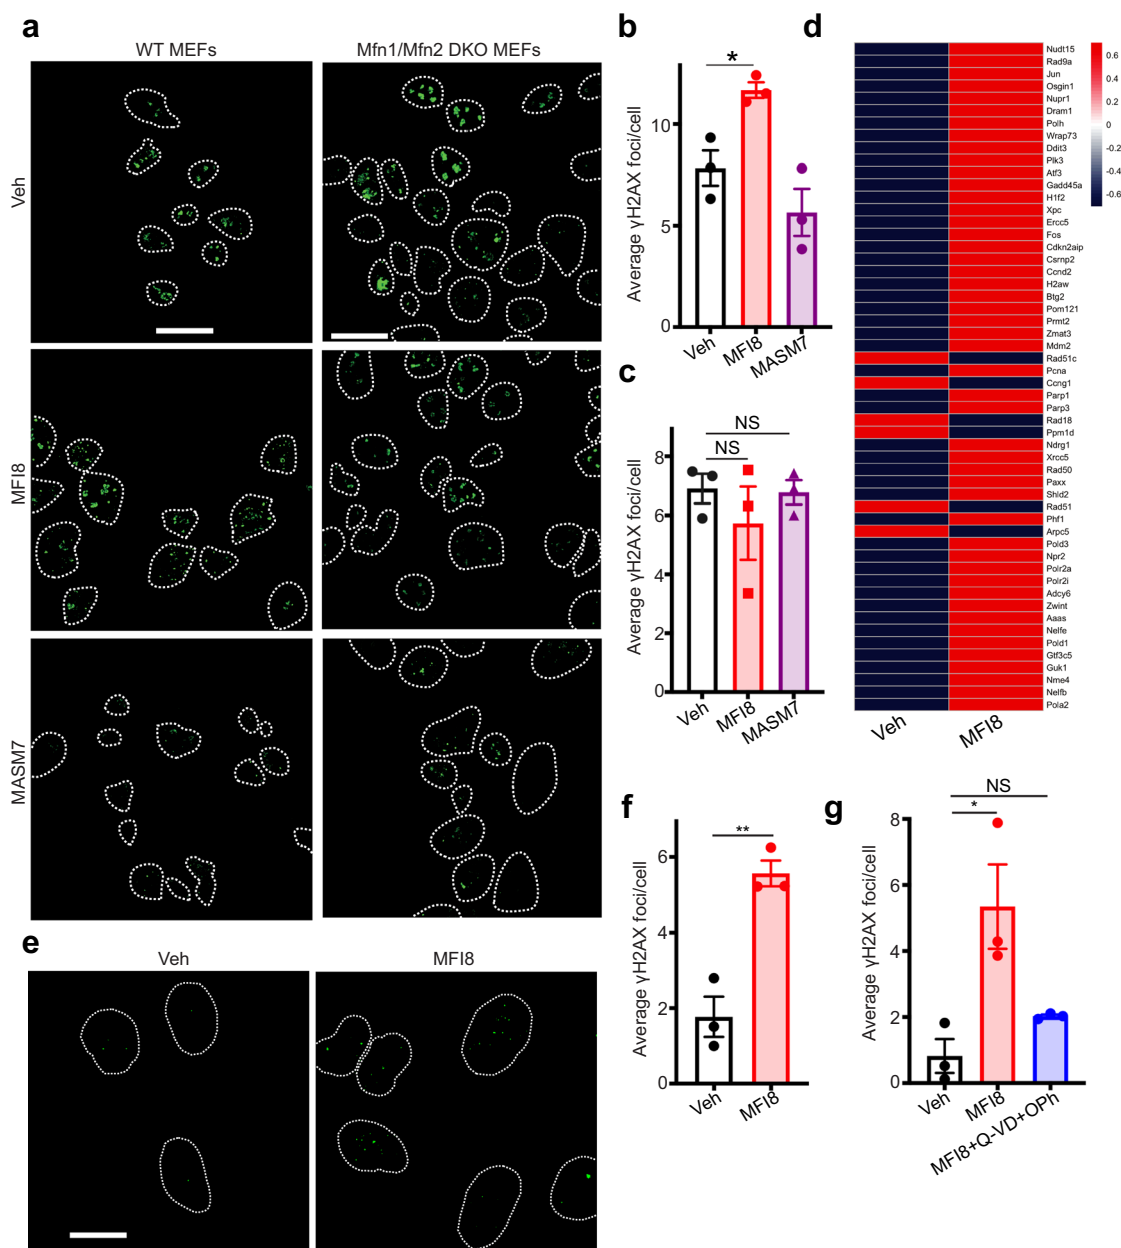 a
WT MEFs
Mfn1/Mfn2 DKO MEFs
Veh
MFI8
MASM7
b
Average γH2AX foci/cell
10
5
0
*
Veh
MFI8
MASM7
c
Average γH2AX foci/cell
8
6
4
2
0
NS
NS
Veh
MFI8
MASM7
d
Nudt15
Rad9a
Jun
Osgin1
Nupr1
Dram1
Polh
Wrap73
Ddit3
Plk3
Atf3
Gadd45a
H1f2
Xpc
Ercc5
Fos
Cdkn2aip
Csrnp2
Ccnd2
H2aw
Btg2
Pom121
Prmt2
Zmat3
Mdm2
Rad51c
Pcna
Ccng1
Parp1
Parp3
Rad18
Ppm1d
Ndrg1
Xrcc5
Rad50
Paxx
Shld2
Rad51
Phf1
Arpc5
Pold3
Npr2
Polr2a
Polr2i
Adcy6
Zwint
Aaas
Nelfe
Pold1
Gtf3c5
Guk1
Nme4
Nelfb
Pola2
0.6
0.4
0.2
0
-0.2
-0.4
-0.6
Veh
MFI8
e
Veh
MFI8
f
Average γH2AX foci/cell
6
4
2
0
**
Veh
MFI8
g
Average γH2AX foci/cell
8
6
4
2
0
NS
*
Veh
MFI8
MFI8+Q-VD+OPh